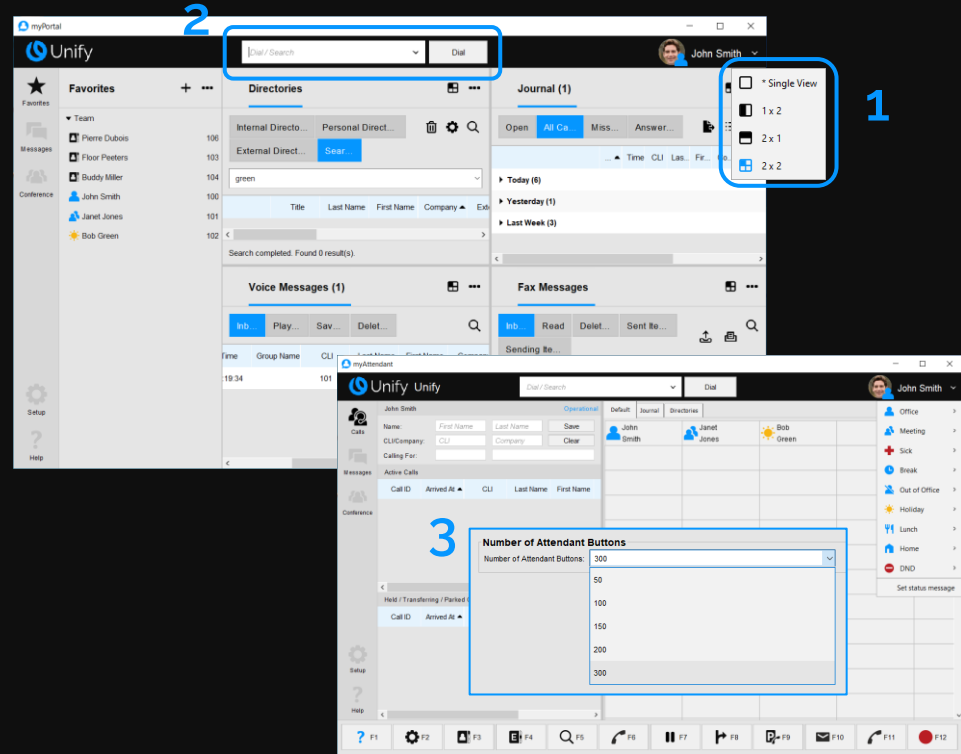 2
myPortal
Unify
Dial / Search
Dial
John Smith
1
* Single View
1 x 2
2 x 1
2 x 2
Favorites
Messages
Conference
Setup
Help
Favorites
Team
Pierre Dubois 106
Floor Peeters 103
Buddy Miller 104
John Smith 100
Janet Jones 101
Bob Green 102
Directories
Internal Directo... Personal Direct...
External Direct... Sear...
green
Title Last Name First Name Company
Search completed. Found 0 result(s).
Journal (1)
Open All Ca... Miss... Answer...
... Time CLI Las.. Fir...
Today (6)
Yesterday (1)
Last Week (3)
Voice Messages (1)
Inb... Play... Sav... Delet...
Group Name CLI
:19:34 101
Fax Messages
Inb... Read Delet... Sent Ite...
Sending Ite...
myAttendant
Unify Unify
Dial / Search
Dial
John Smith
Calls
Messages
Conference
Setup
Help
John Smith Operational
Name: First Name Last Name Save
CLI/Company: CLI Company Clear
Calling For:
Active Calls
Call ID Arrived At CLI Last Name First Name
Held / Transferring / Parked
Call ID Arrived At
Default Journal Directories
John Smith
Janet Jones
Bob Green
Office
Meeting
Sick
Break
Out of Office
Holiday
Lunch
Home
DND
Set status message
3
Number of Attendant Buttons
Number of Attendant Buttons: 300
50
100
150
200
300
? F1 F2 F3 F4 F5 F6 F7 F8 F9 F10 F11 F12